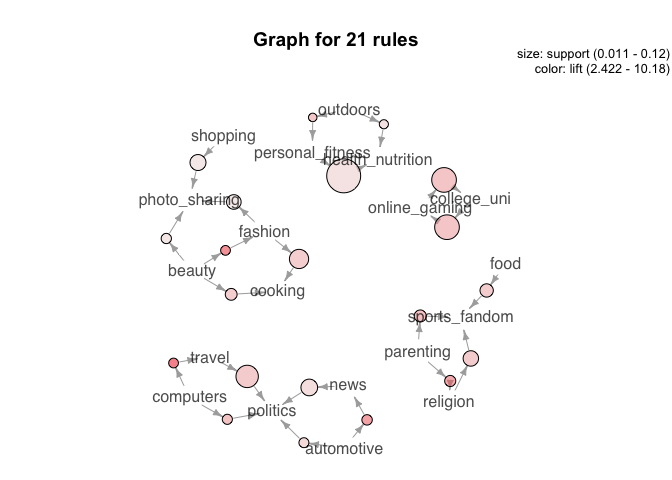 Graph for 21 rules
size: support (0.011 - 0.12)
color: lift (2.422 - 10.18)
outdoors
shopping
personal_fitness
health_nutrition
photo_sharing
college_uni
online_gaming
fashion
beauty
food
cooking
sports_fandom
parenting
travel
news
computers
religion
politics
automotive